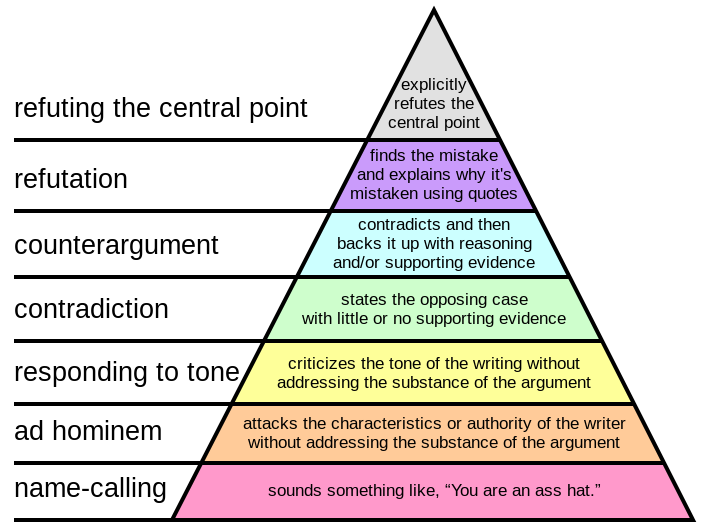 explicitly
refutes the
central point
refuting the central point
finds the mistake
and explains why it's
mistaken using quotes
refutation
contradicts and then
backs it up with reasoning
and/or supporting evidence
counterargument
states the opposing case
with little or no supporting evidence
contradiction
criticizes the tone of the writing without
addressing the substance of the argument
responding to tone
attacks the characteristics or authority of the writer
without addressing the substance of the argument
ad hominem
sounds something like, “You are an ass hat.”
name-calling